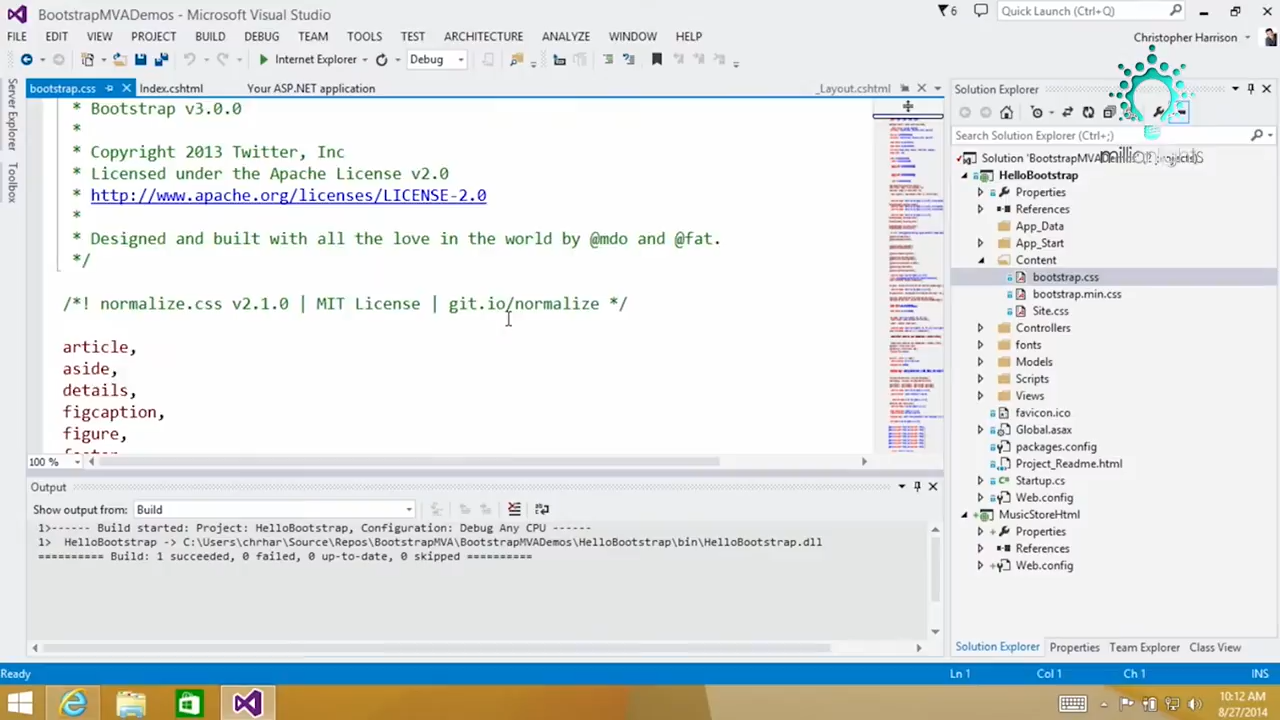 BootstrapMVADemos - Microsoft Visual Studio
6
Quick Launch (Ctrl+Q)
FILE EDIT VIEW PROJECT BUILD DEBUG TEAM TOOLS TEST ARCHITECTURE ANALYZE WINDOW HELP
Christopher Harrison
Internet Explorer
Debug
Server Explorer
Toolbox
bootstrap.css
Index.cshtml
Your ASP.NET application
_Layout.cshtml
* Bootstrap v3.0.0
*
* Copyright 2013 Twitter, Inc
* Licensed under the Apache License v2.0
* http://www.apache.org/licenses/LICENSE-2.0
*
* Designed and built with all the love in the world by @mdo and @fat.
*/
/*! normalize.css v2.1.0 | MIT License | git.io/normalize */
article,
aside,
details,
figcaption,
figure,
100 %
Output
Show output from: Build
1>------ Build started: Project: HelloBootstrap, Configuration: Debug Any CPU ------
1>  HelloBootstrap -> C:\Users\chrhar\Source\Repos\BootstrapMVA\BootstrapMVADemos\HelloBootstrap\bin\HelloBootstrap.dll
========== Build: 1 succeeded, 0 failed, 0 up-to-date, 0 skipped ==========
Solution Explorer
Search Solution Explorer (Ctrl+;)
Solution 'BootstrapMVADemos'
HelloBootstrap
Properties
References
App_Data
App_Start
Content
bootstrap.css
bootstrap.min.css
Site.css
Controllers
fonts
Models
Scripts
Views
favicon.ico
Global.asax
packages.config
Project_Readme.html
Startup.cs
Web.config
MusicStoreHtml
Properties
References
Web.config
Solution Explorer Properties Team Explorer Class View
Ready
Ln 1
Col 1
Ch 1
INS
10:12 AM
8/27/2014